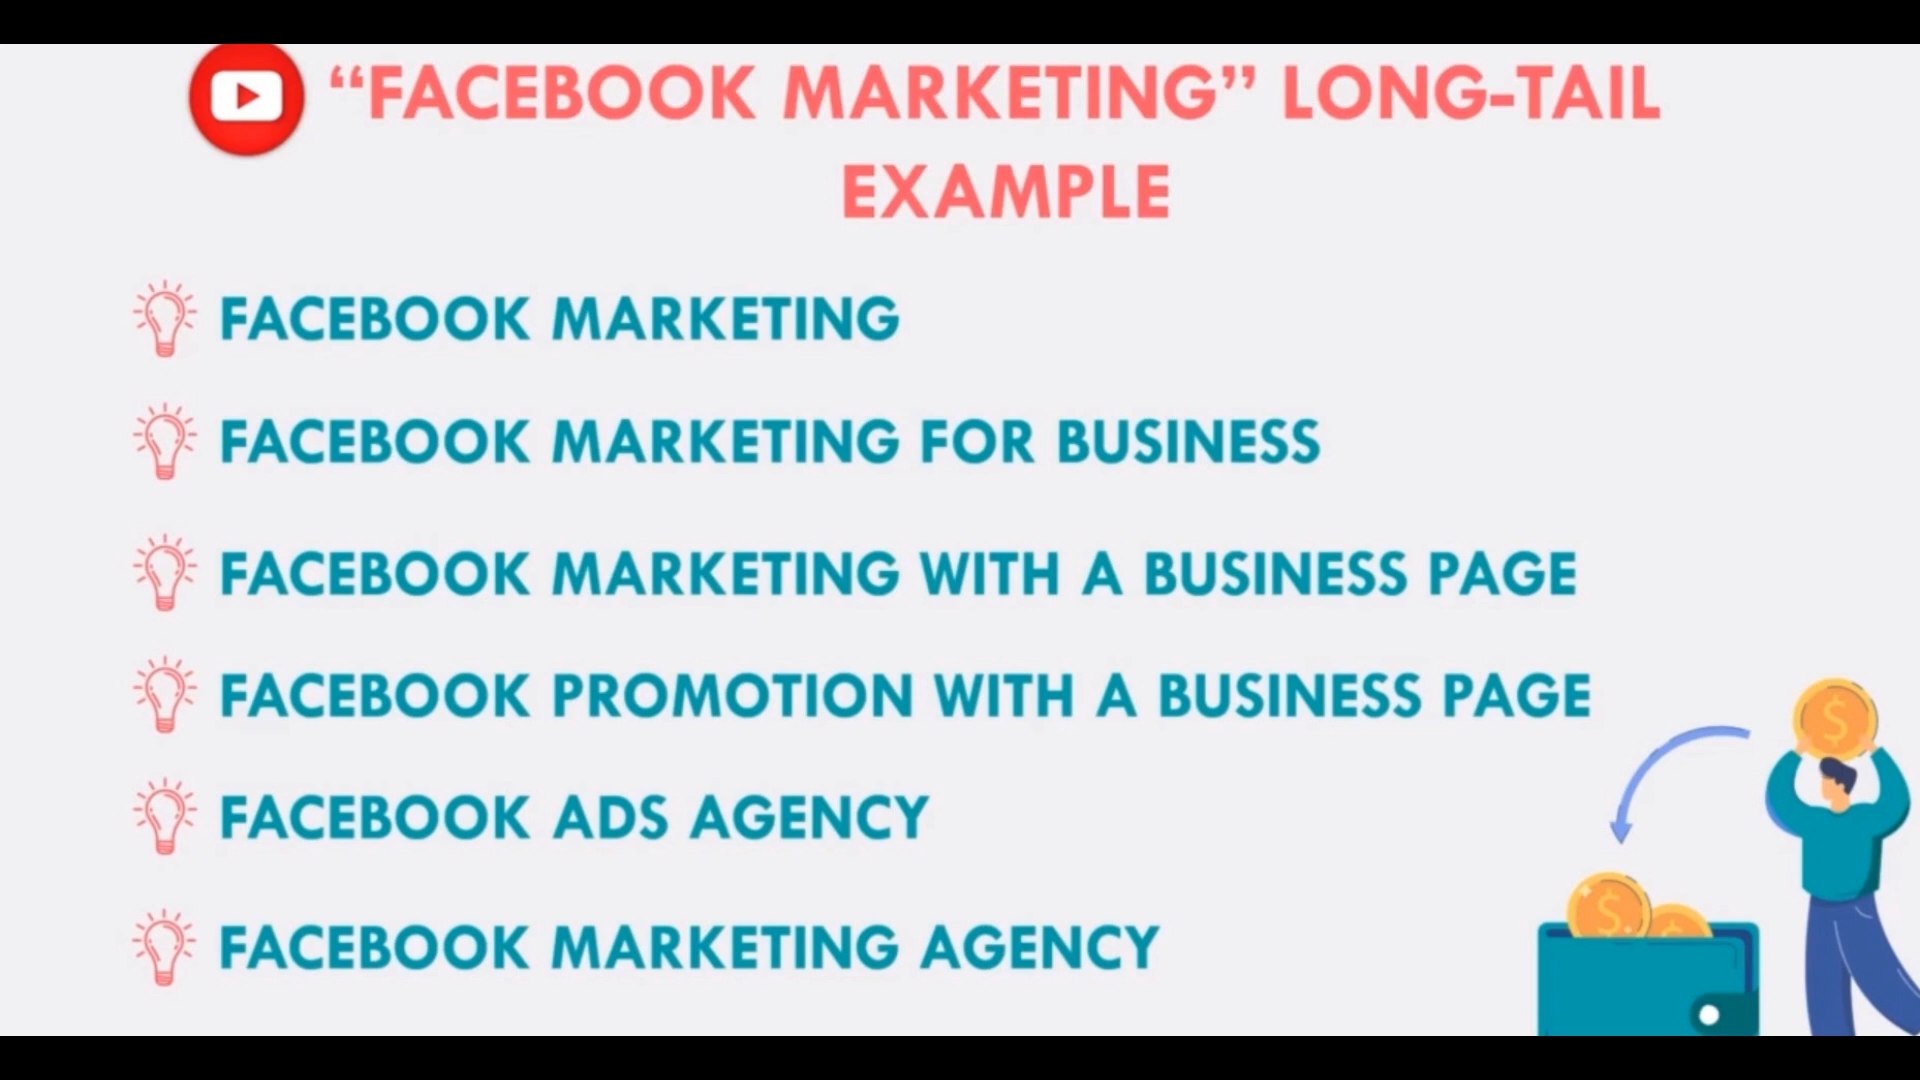 “FACEBOOK MARKETING” LONG-TAIL
EXAMPLE
FACEBOOK MARKETING
FACEBOOK MARKETING FOR BUSINESS
FACEBOOK MARKETING WITH A BUSINESS PAGE
FACEBOOK PROMOTION WITH A BUSINESS PAGE
FACEBOOK ADS AGENCY
FACEBOOK MARKETING AGENCY